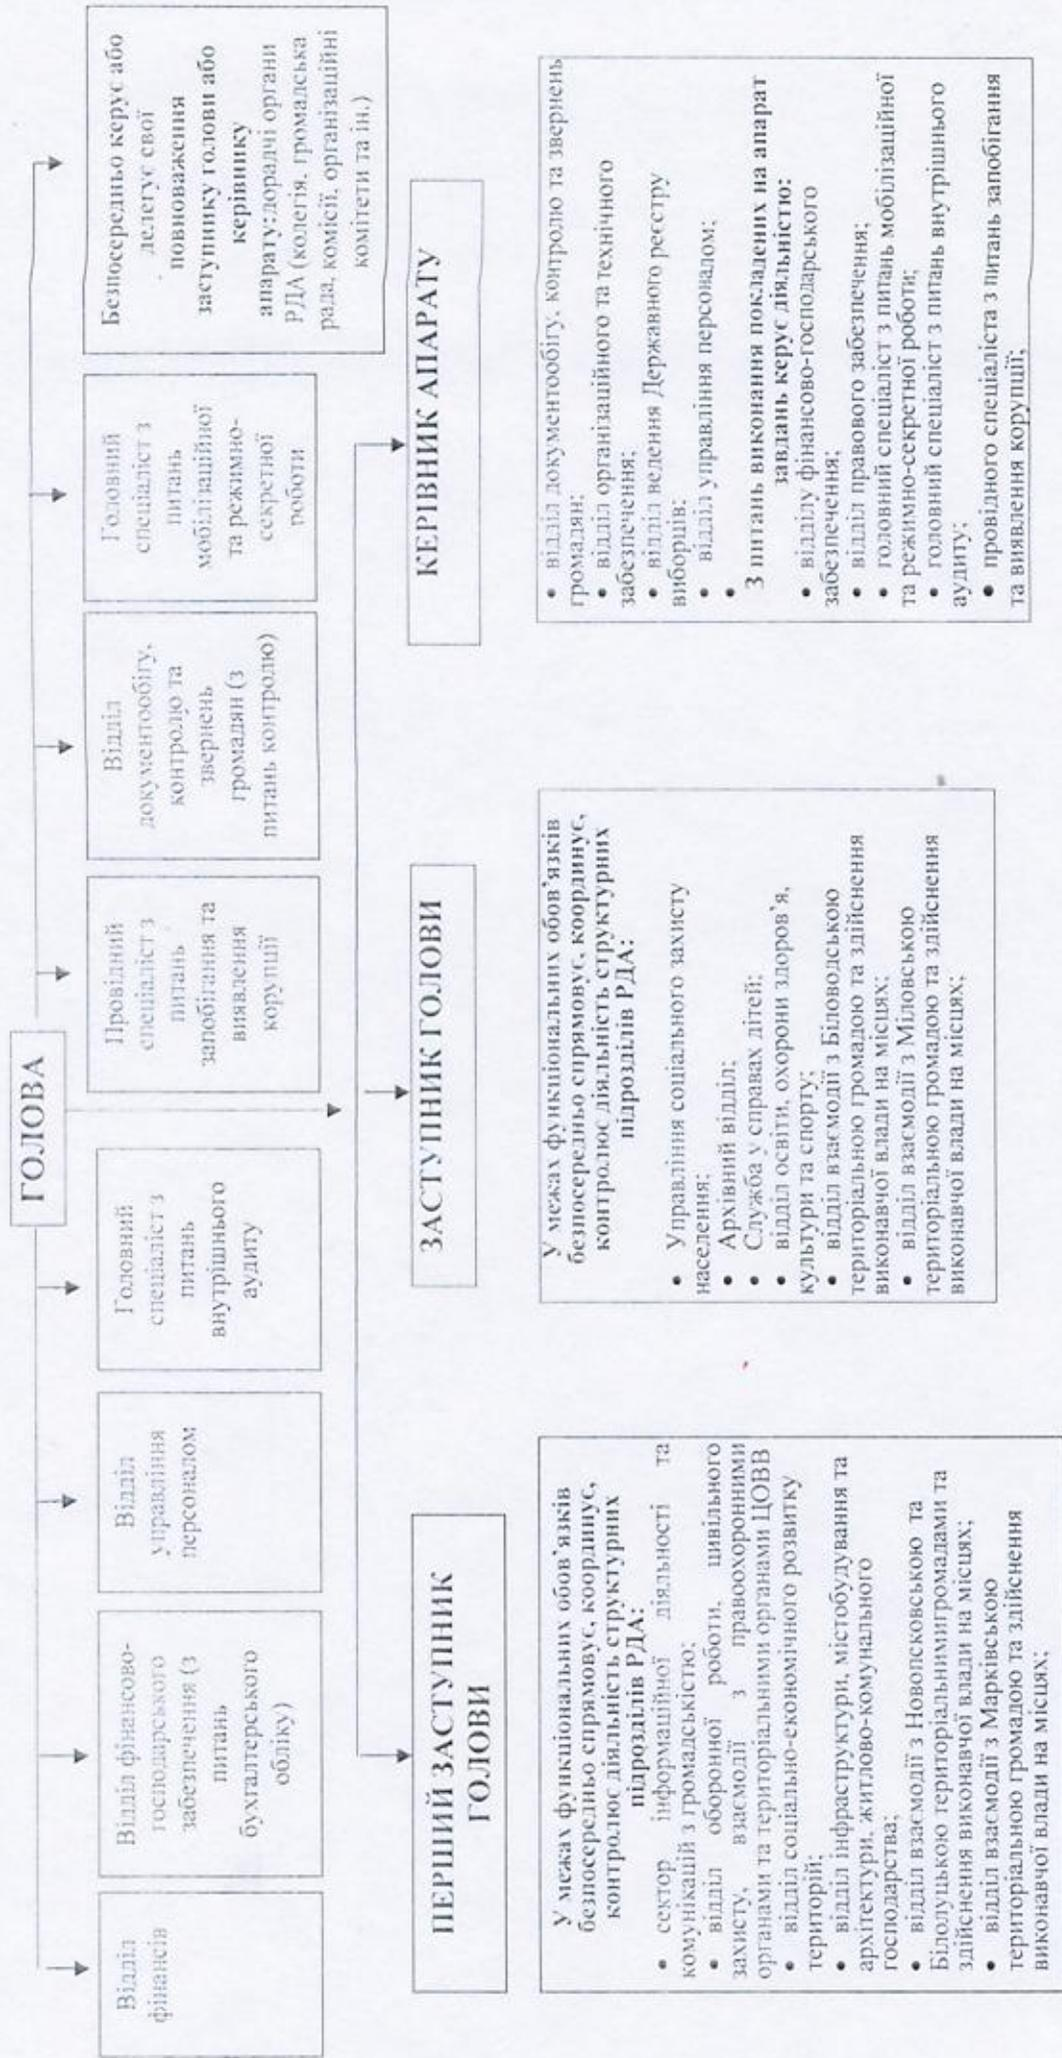 ГОЛОВА
Відділ
фінансів
Відділ фінансово-
господарського
забезпечення (з
питань
бухгалтерського
обліку)
Відділ
управління
персоналом
Головний
спеціаліст з
питань
внутрішнього
аудиту
Провідний
спеціаліст з
питань
запобігання та
виявлення
корупції
Відділ
документообігу,
контролю та
звернень
громадян (з
питань контролю)
Головний
спеціаліст з
питань
мобілізаційної
та режимно-
секретної
роботи
Безпосередньо керує або
делегує свої
повноваження
заступнику голови або
керівнику
апарату:дорадчі органи
РДА (колегія, громадська
рада, комісії, організаційні
комітети та ін.)
ПЕРШИЙ ЗАСТУПНИК
ГОЛОВИ
ЗАСТУПНИК ГОЛОВИ
КЕРІВНИК АПАРАТУ
У межах функціональних обов'язків
безпосередньо спрямовує, координує,
контролює діяльність структурних
підрозділів РДА:
• сектор інформаційної діяльності та
комунікацій з громадськістю;
• відділ оборонної роботи, цивільного
захисту, взаємодії з правоохоронними
органами та територіальними органами ЦОВВ
• відділ соціально-економічного розвитку
територій;
• відділ інфраструктури, містобудування та
архітектури, житлово-комунального
господарства;
• відділ взаємодії з Новопсковською та
Білолуцькою територіальнимигромадами та
здійснення виконавчої влади на місцях;
• відділ взаємодії з Марківською
територіальною громадою та здійснення
виконавчої влади на місцях;
У межах функціональних обов'язків
безпосередньо спрямовує, координує,
контролює діяльність структурних
підрозділів РДА:
• Управління соціального захисту
населення;
• Архівний відділ;
• Служба у справах дітей;
• відділ освіти, охорони здоров'я,
культури та спорту;
• відділ взаємодії з Біловодською
територіальною громадою та здійснення
виконавчої влади на місцях;
• відділ взаємодії з Міловською
територіальною громадою та здійснення
виконавчої влади на місцях;
• відділ документообігу, контролю та звернень
громадян;
• відділ організаційного та технічного
забезпечення;
• відділ ведення Державного реєстру
виборців;
• відділ управління персоналом;
•
З питань виконання покладених на апарат
завдань керує діяльністю:
• відділу фінансово-господарського
забезпечення;
• відділ правового забезпечення;
• головний спеціаліст з питань мобілізаційної
та режимно-секретної роботи;
• головний спеціаліст з питань внутрішнього
аудиту;
• провідного спеціаліста з питань запобігання
та виявлення корупції;